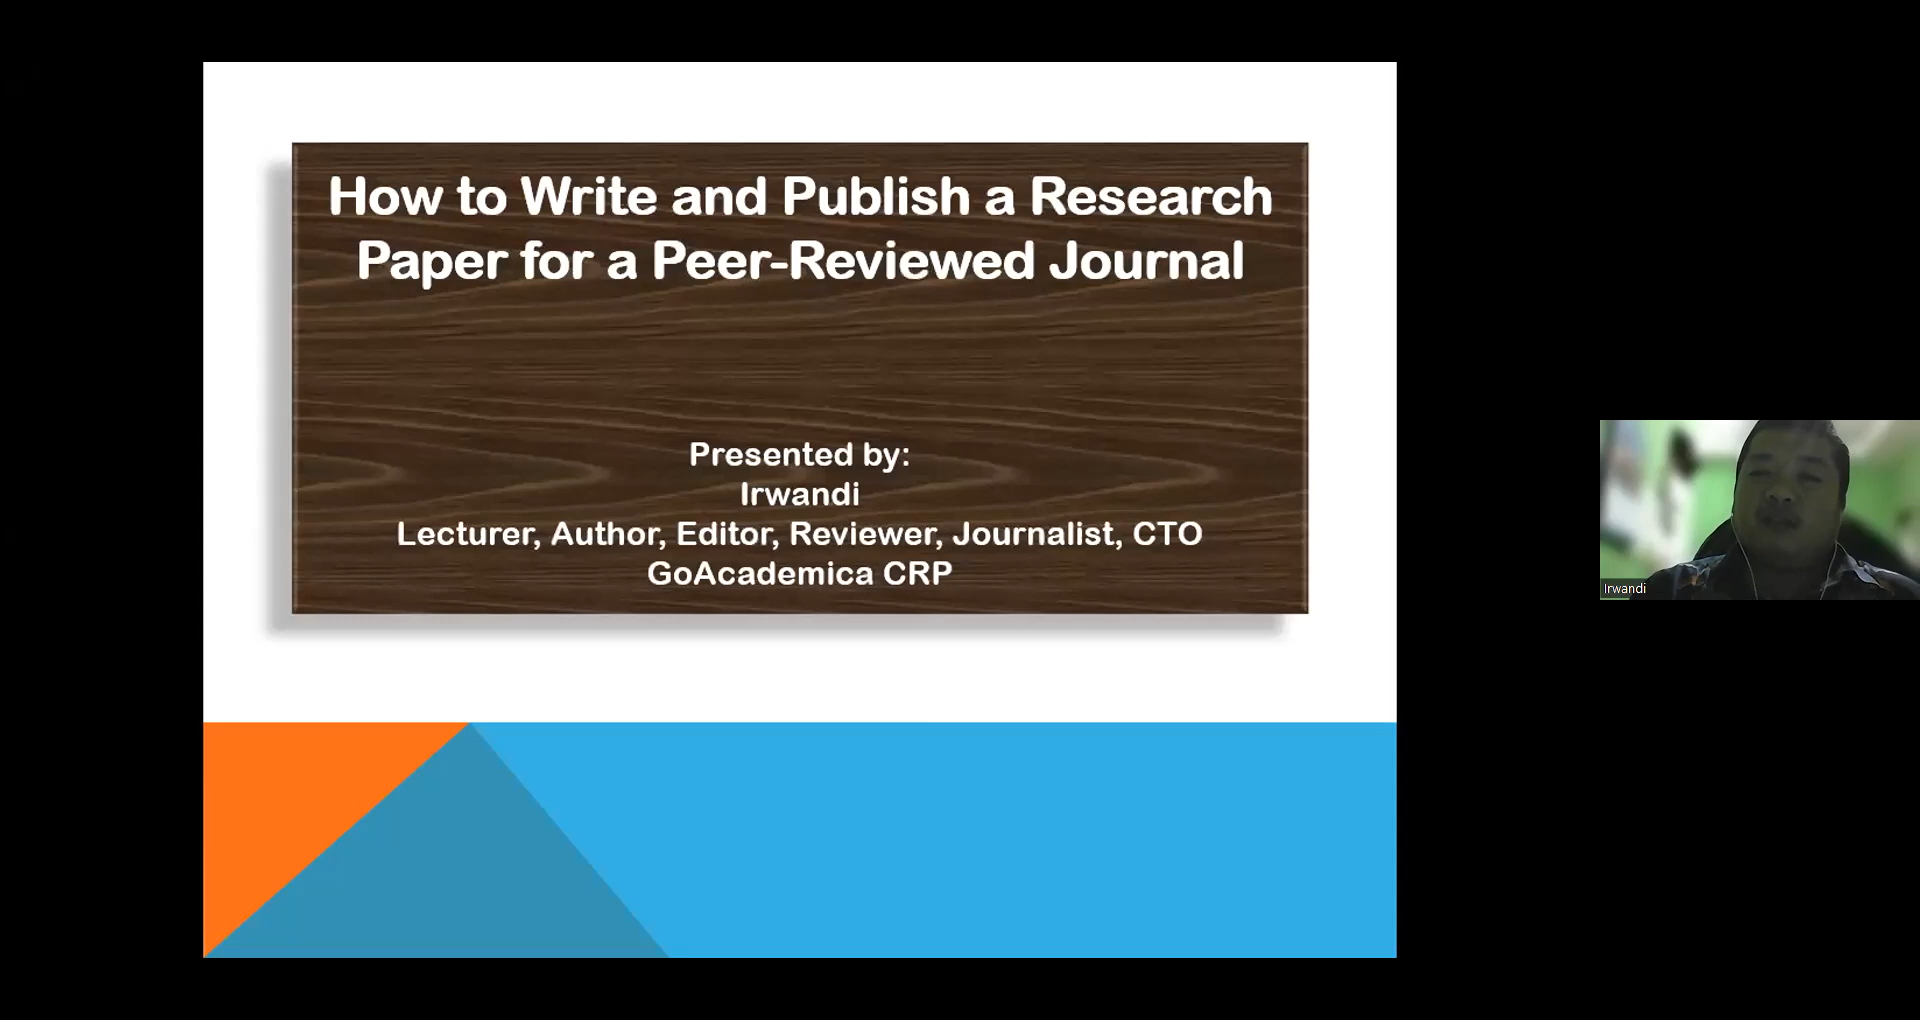 How to Write and Publish a Research
Paper for a Peer-Reviewed Journal
Presented by:
Irwandi
Lecturer, Author, Editor, Reviewer, Journalist, CTO
GoAcademica CRP
Irwandi